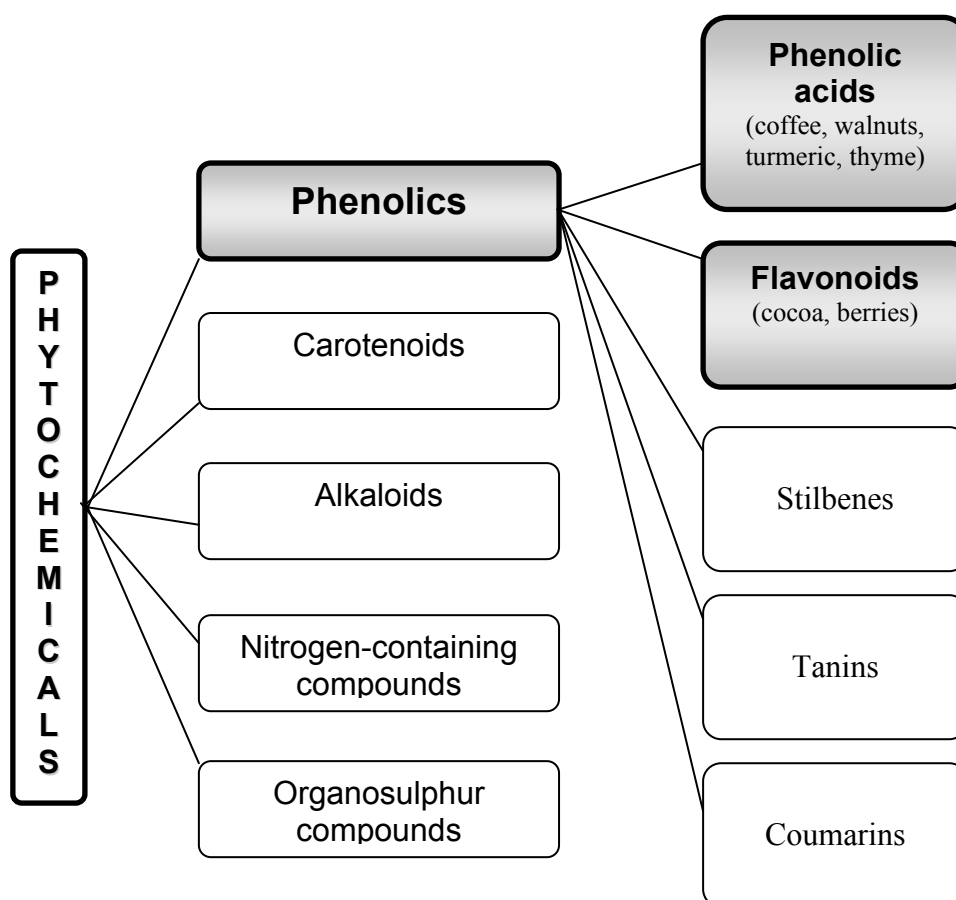 PHYTOCHEMICALS
Phenolics
Carotenoids
Alkaloids
Nitrogen-containing
compounds
Organosulphur
compounds
Phenolic
acids
(coffee, walnuts,
turmeric, thyme)
Flavonoids
(cocoa, berries)
Stilbenes
Tanins
Coumarins